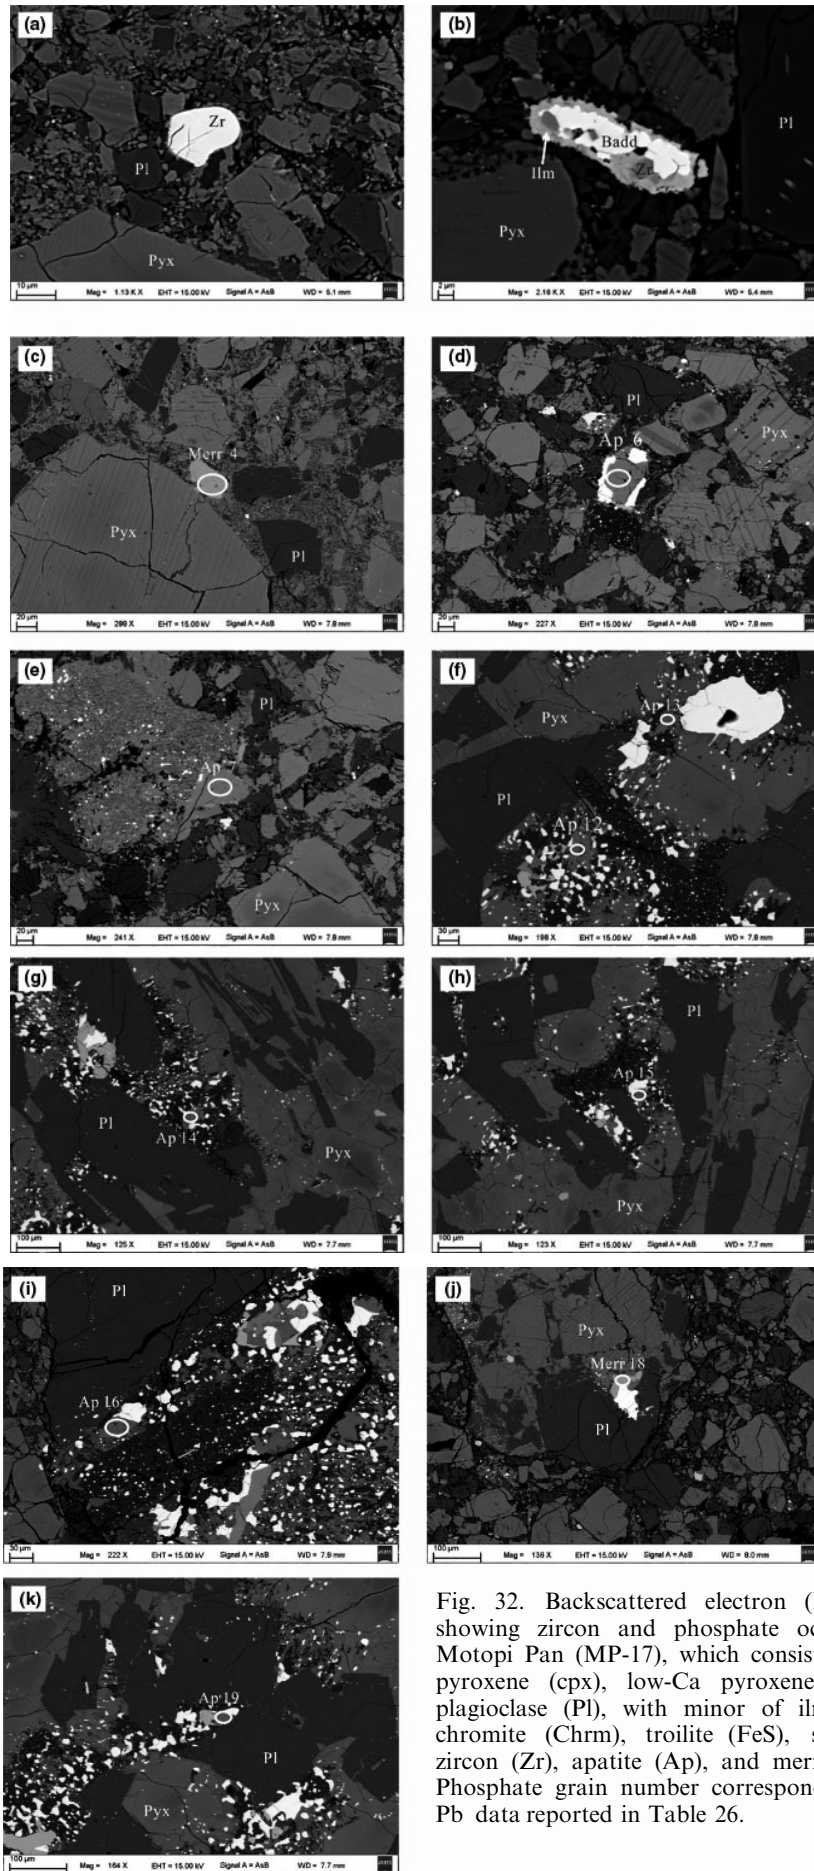 (a)
Zr
Pl
Pyx
10 µm
Mag = 1.13 K X EHT = 15.00 kV Signal A = AsB WD = 5.1 mm
(b)
Pl
Badd
Ilm
Zr
Pyx
2 µm
Mag = 2.16 K X EHT = 15.00 kV Signal A = AsB WD = 5.4 mm
(c)
Merr 4
Pyx
Pl
20 µm
Mag = 288 X EHT = 15.00 kV Signal A = AsB WD = 7.8 mm
(d)
Pl
Ap 6
Pyx
20 µm
Mag = 227 X EHT = 15.00 kV Signal A = AsB WD = 7.8 mm
(e)
Pl
Ap 7
Pyx
20 µm
Mag = 241 X EHT = 15.00 kV Signal A = AsB WD = 7.8 mm
(f)
Ap 13
Pyx
Pl
Ap 12
30 µm
Mag = 198 X EHT = 15.00 kV Signal A = AsB WD = 7.8 mm
(g)
Pl
Ap 14
Pyx
100 µm
Mag = 125 X EHT = 15.00 kV Signal A = AsB WD = 7.7 mm
(h)
Pl
Ap 15
Pyx
100 µm
Mag = 123 X EHT = 15.00 kV Signal A = AsB WD = 7.7 mm
(i)
Pl
Ap 16
30 µm
Mag = 222 X EHT = 15.00 kV Signal A = AsB WD = 7.9 mm
(j)
Pyx
Merr 18
Pl
100 µm
Mag = 136 X EHT = 15.00 kV Signal A = AsB WD = 8.0 mm
(k)
Ap 19
Pl
Pyx
100 µm
Mag = 164 X EHT = 15.00 kV Signal A = AsB WD = 7.7 mm
Fig. 32. Backscattered electron (
showing zircon and phosphate oc
Motopi Pan (MP-17), which consis
pyroxene (cpx), low-Ca pyroxene
plagioclase (Pl), with minor of il
chromite (Chrm), troilite (FeS), s
zircon (Zr), apatite (Ap), and merr
Phosphate grain number correspon
Pb data reported in Table 26.